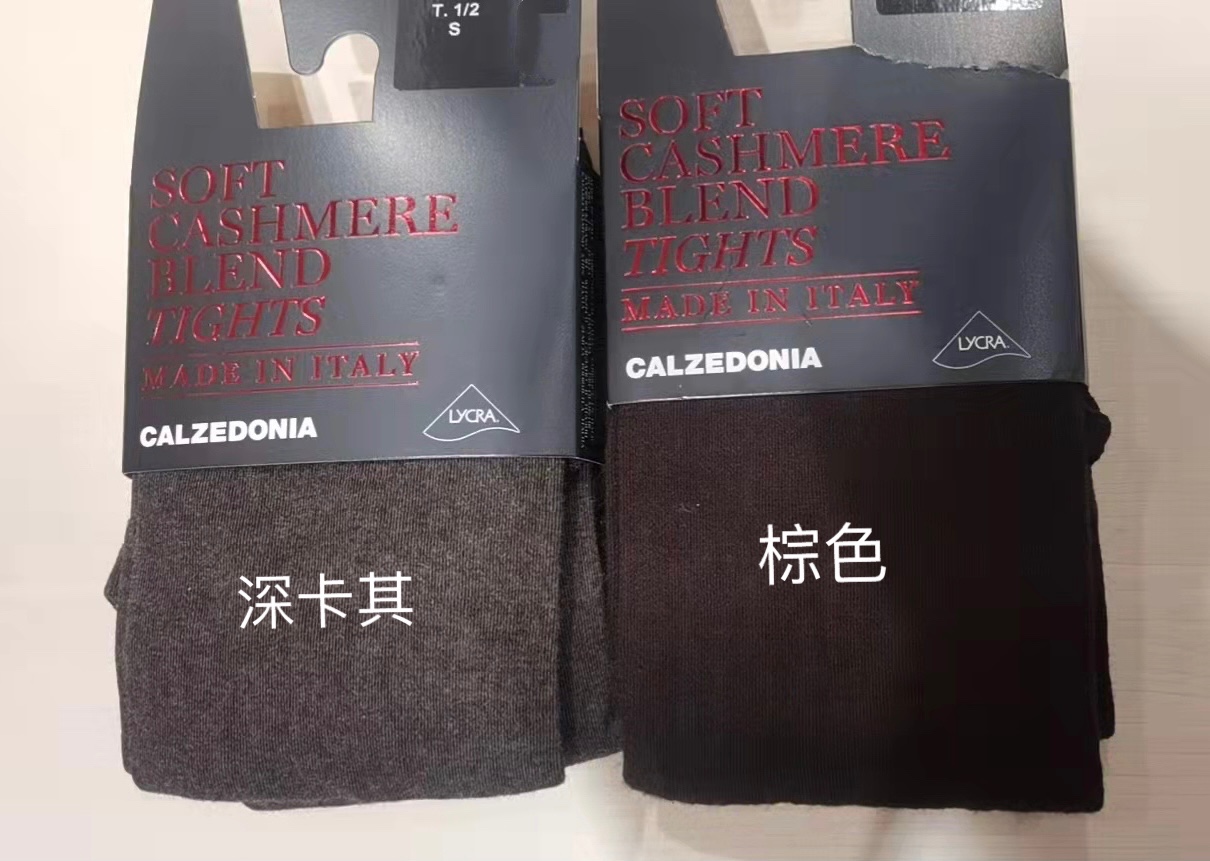 T. 1/2
S
SOFT
CASHMERE
BLEND
TIGHTS
MADE IN ITALY
CALZEDONIA
LYCRA.
深卡其
SOFT
CASHMERE
BLEND
TIGHTS
MADE IN ITALY
CALZEDONIA
LYCRA.
棕色